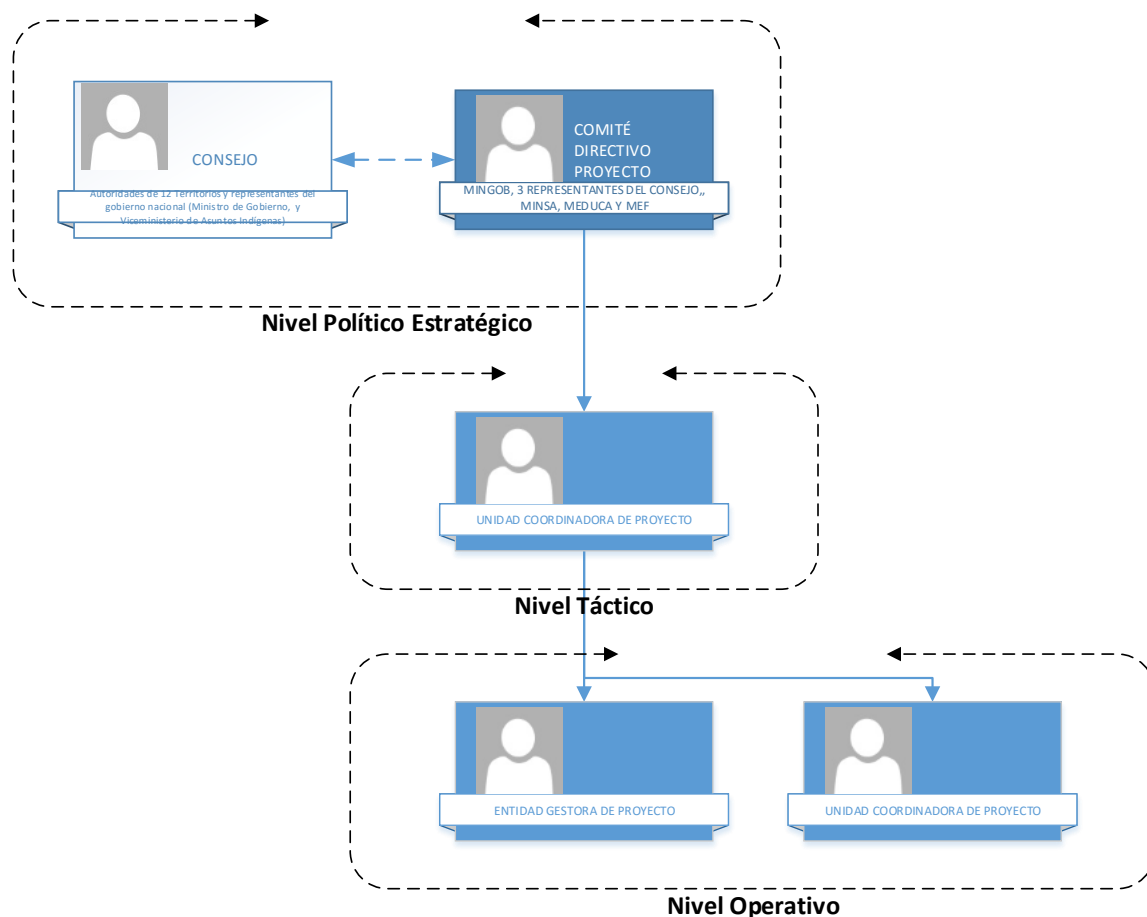 CONSEJO
Autoridades de 12 Territorios y representantes del
gobierno nacional (Ministro de Gobierno, y
Viceministerio de Asuntos Indígenas)
COMITÉ
DIRECTIVO
PROYECTO
MINGOB, 3 REPRESENTANTES DEL CONSEJO,,
MINSA, MEDUCA Y MEF
Nivel Político Estratégico
UNIDAD COORDINADORA DE PROYECTO
Nivel Táctico
ENTIDAD GESTORA DE PROYECTO
UNIDAD COORDINADORA DE PROYECTO
Nivel Operativo